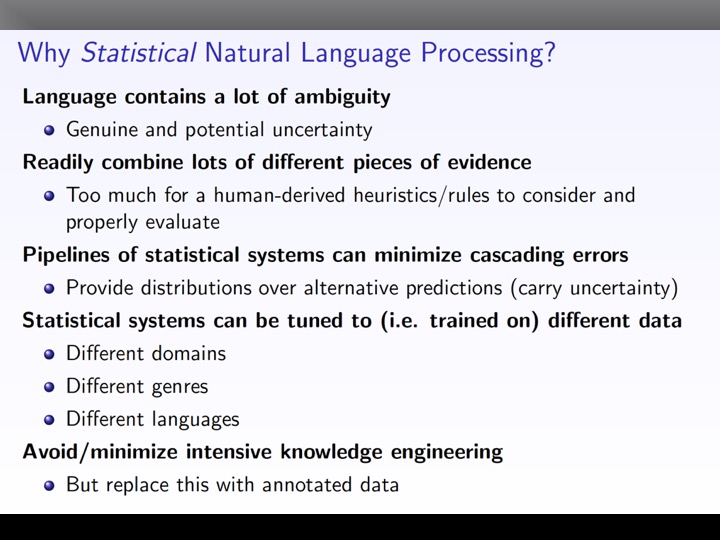 Why Statistical Natural Language Processing?
Language contains a lot of ambiguity
Genuine and potential uncertainty
Readily combine lots of different pieces of evidence
Too much for a human-derived heuristics/rules to consider and
properly evaluate
Pipelines of statistical systems can minimize cascading errors
Provide distributions over alternative predictions (carry uncertainty)
Statistical systems can be tuned to (i.e. trained on) different data
Different domains
Different genres
Different languages
Avoid/minimize intensive knowledge engineering
But replace this with annotated data